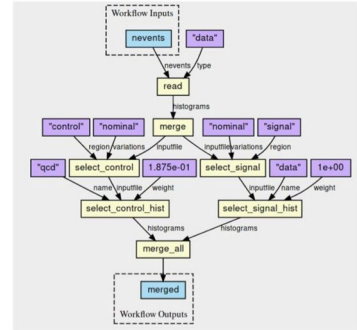 Workflow Inputs
nevents "data"
nevents type
read
histograms
"control" "nominal" merge "nominal" "signal"
region variations inputfile inputfile variations region
"qcd" select_control 1.875e-01 select_signal "data" 1e+00
name inputfile weight inputfile name weight
select_control_hist select_signal_hist
histograms histograms
merge_all
merged
Workflow Outputs